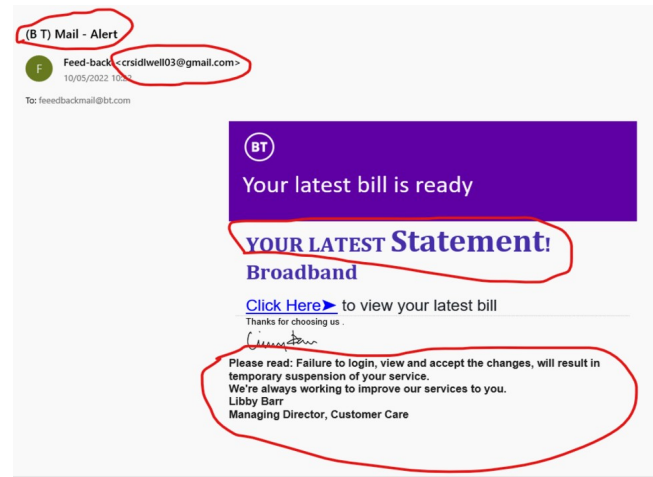 (B T) Mail - Alert
F
Feed-back <crsidlwell03@gmail.com>
10/05/2022 10:22
To: feeedbackmail@bt.com
BT
Your latest bill is ready
YOUR LATEST Statement!
Broadband
Click Here➤ to view your latest bill
Thanks for choosing us .
Please read: Failure to login, view and accept the changes, will result in
temporary suspension of your service.
We're always working to improve our services to you.
Libby Barr
Managing Director, Customer Care